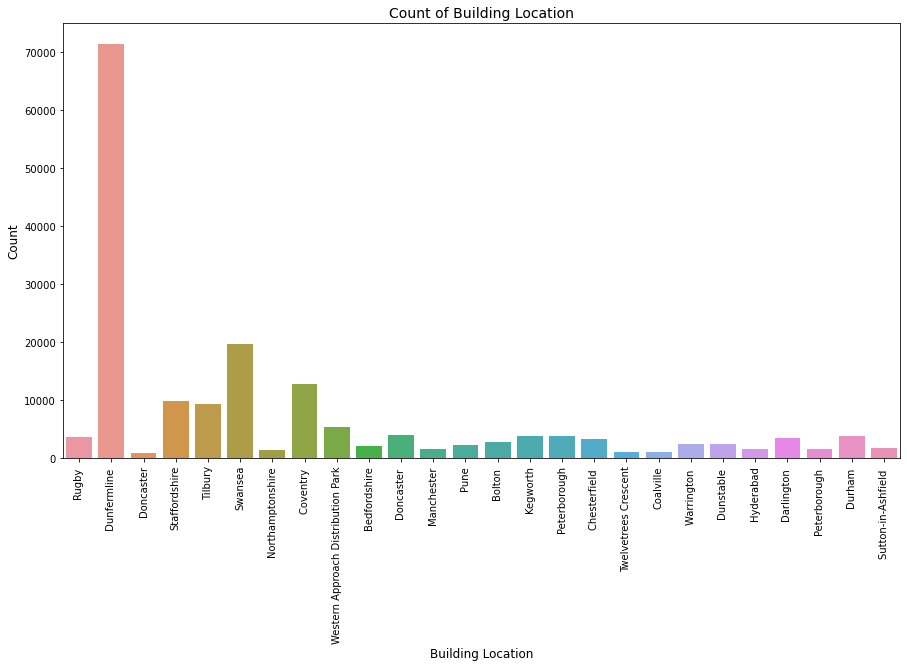 Count of Building Location
Count
70000
60000
50000
40000
30000
20000
10000
0
Rugby
Dunfermline
Doncaster
Staffordshire
Tilbury
Swansea
Northamptonshire
Coventry
Western Approach Distribution Park
Bedfordshire
Doncaster
Manchester
Pune
Bolton
Kegworth
Peterborough
Chesterfield
Twelvetrees Crescent
Coalville
Warrington
Dunstable
Hyderabad
Darlington
Peterborough
Durham
Sutton-in-Ashfield
Building Location